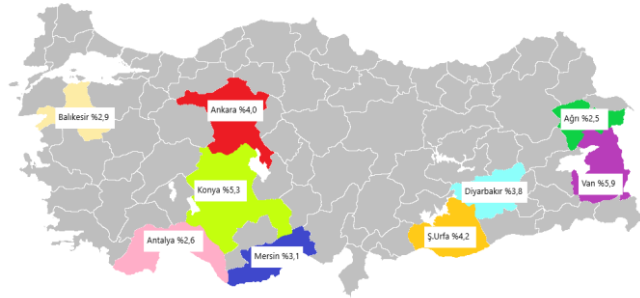 Ankara %4,0
Balıkesir %2,9
Ağrı %2,5
Van %5,9
Konya %5,3
Diyarbakır %3,8
Ş.Urfa %4,2
Antalya %2,6
Mersin %3,1